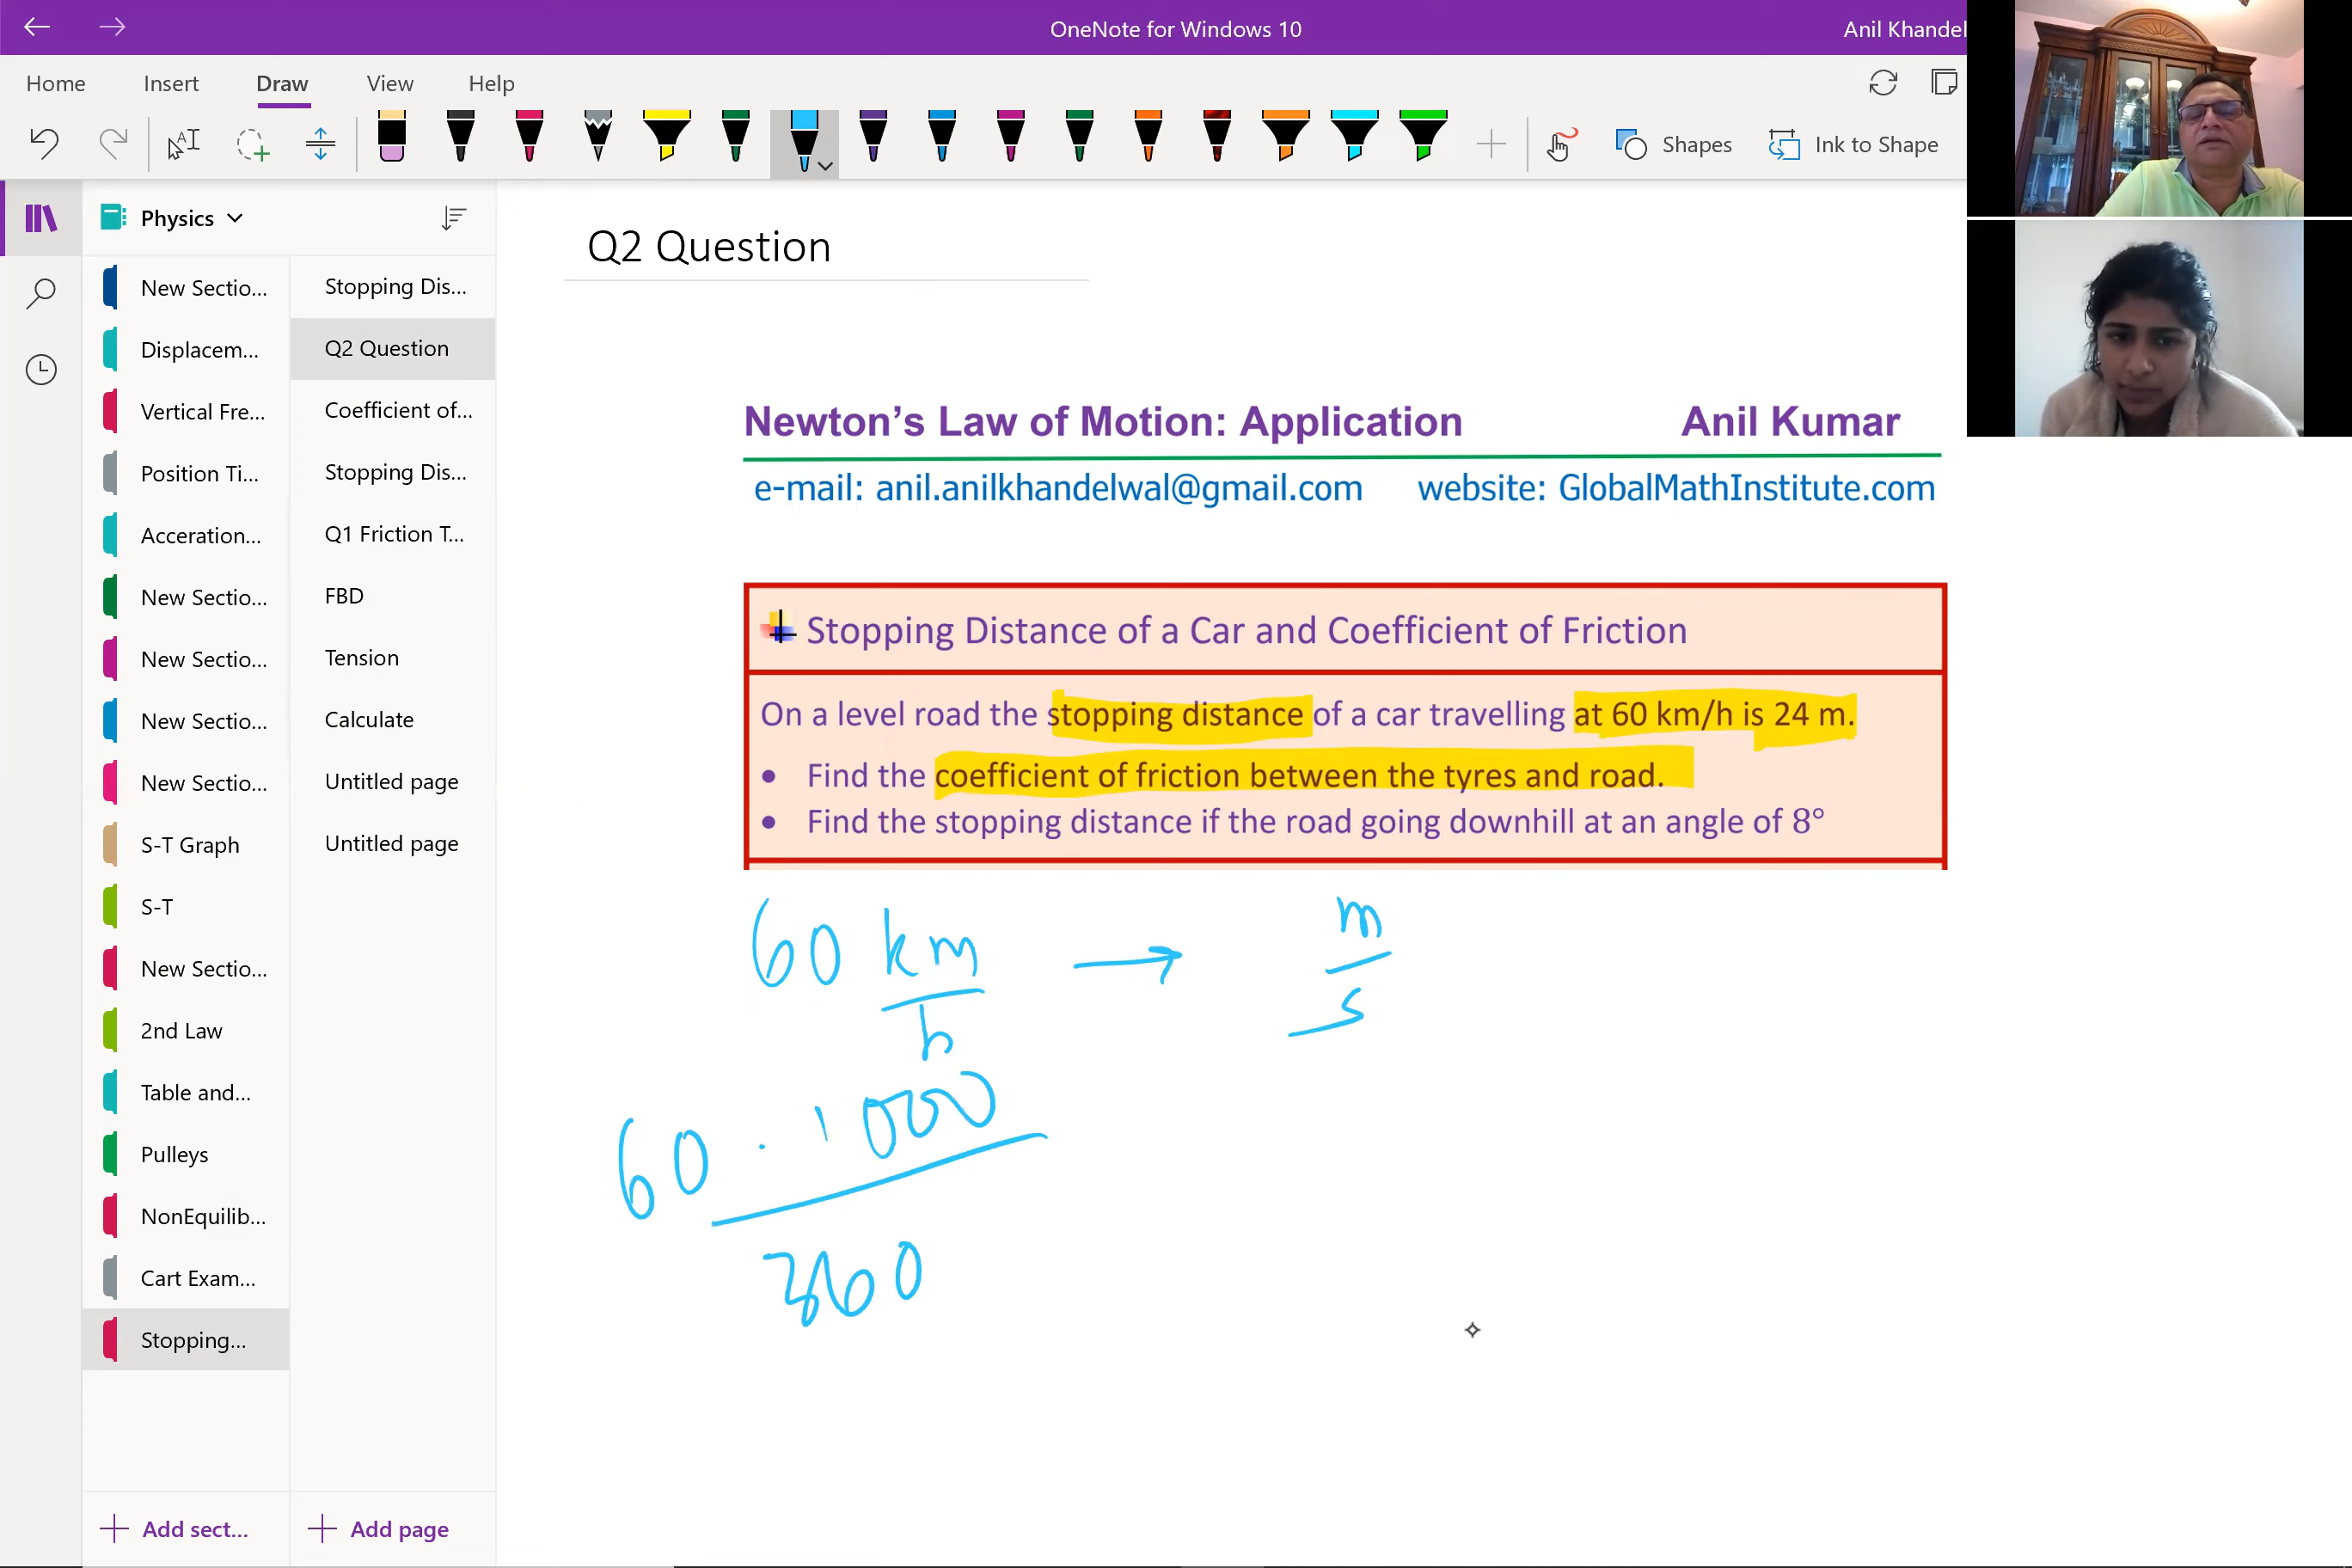 OneNote for Windows 10
Anil Khandel
Home Insert Draw View Help
Shapes Ink to Shape
Physics
New Sectio...
Displacem...
Vertical Fre...
Position Ti...
Acceration...
New Sectio...
New Sectio...
New Sectio...
New Sectio...
S-T Graph
S-T
New Sectio...
2nd Law
Table and...
Pulleys
NonEquilib...
Cart Exam...
Stopping...
Add sect...
Stopping Dis...
Q2 Question
Coefficient of...
Stopping Dis...
Q1 Friction T...
FBD
Tension
Calculate
Untitled page
Untitled page
Add page
Q2 Question
Newton’s Law of Motion: Application Anil Kumar
e-mail: anil.anilkhandelwal@gmail.com website: GlobalMathInstitute.com
Stopping Distance of a Car and Coefficient of Friction
On a level road the stopping distance of a car travelling at 60 km/h is 24 m.
• Find the coefficient of friction between the tyres and road.
• Find the stopping distance if the road going downhill at an angle of 8°
60 km → m
h s
60 . 1000
360